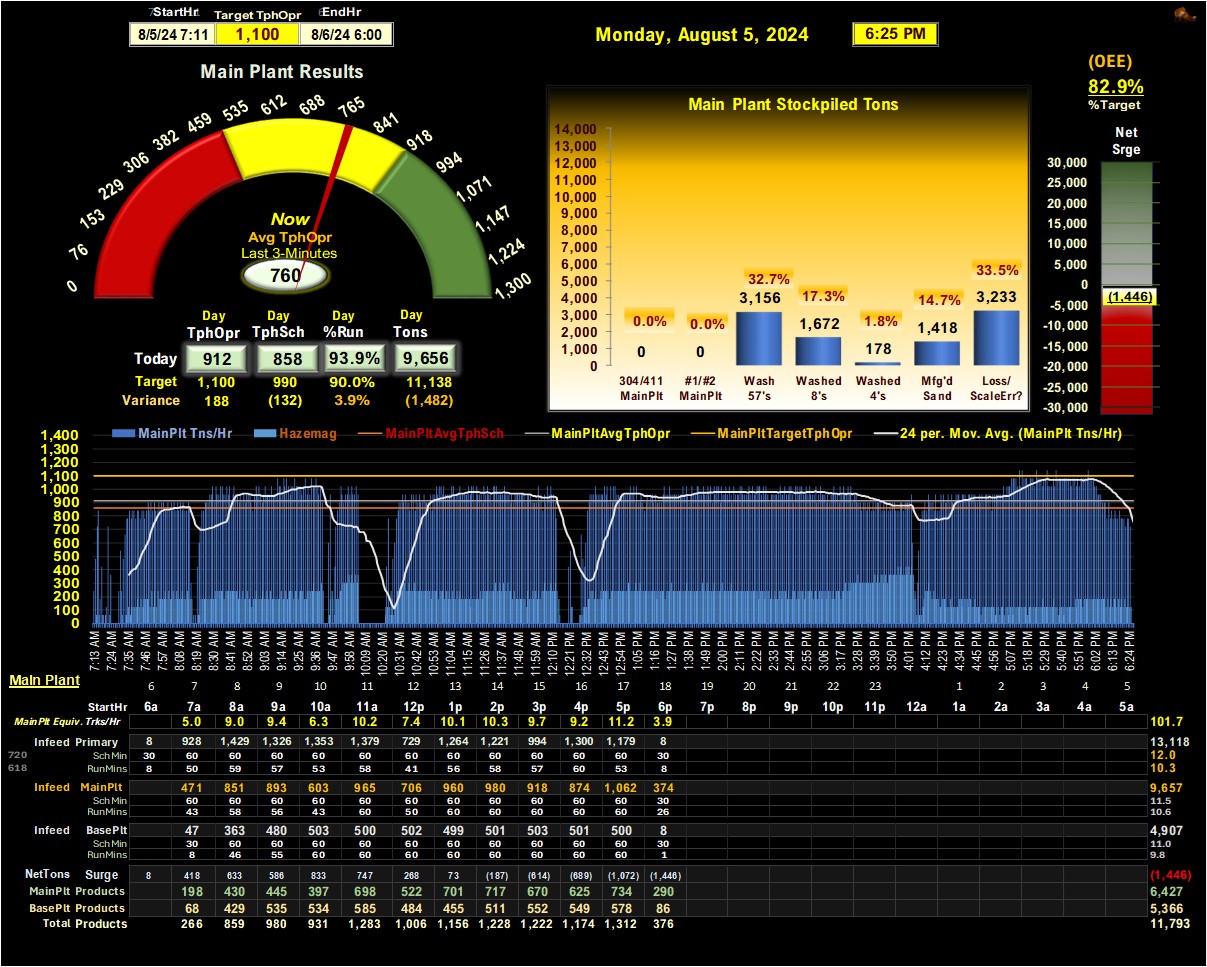 StartHr Target TphOpr EndHr
8/5/24 7:11 1,100 8/6/24 6:00
Monday, August 5, 2024 6:25 PM
(OEE)
82.9%
%Target
Main Plant Results
0 76 153 229 306 382 459 535 612 688 765 841 918 994 1,071 1,147 1,224 1,300
Now
Avg TphOpr
Last 3-Minutes
760
Day Day Day Day
TphOpr TphSch %Run Tons
Today 912 858 93.9% 9,656
Target 1,100 990 90.0% 11,138
Variance 188 (132) 3.9% (1,482)
Main Plant Stockpiled Tons
14,000
13,000
12,000
11,000
10,000
9,000
8,000
7,000
6,000
5,000
4,000
3,000
2,000
1,000
0
0.0% 0.0% 32.7% 17.3% 1.8% 14.7% 33.5%
0 0 3,156 1,672 178 1,418 3,233
304/411 #1/#2 Wash Washed Washed Mfg'd Loss/
MainPlt MainPlt 57's 8's 4's Sand ScaleErr?
Net
Srge
30,000
25,000
20,000
15,000
10,000
5,000
0
(1,446)
-5,000
-10,000
-15,000
-20,000
-25,000
-30,000
MainPlt Tns/Hr Hazemag MainPltAvgTphSch MainPltAvgTphOpr MainPltTargetTphOpr 24 per. Mov. Avg. (MainPlt Tns/Hr)
1,400
1,300
1,200
1,100
1,000
900
800
700
600
500
400
300
200
100
0
7:13 AM 7:24 AM 7:35 AM 7:46 AM 7:57 AM 8:08 AM 8:19 AM 8:30 AM 8:41 AM 8:52 AM 9:03 AM 9:14 AM 9:25 AM 9:36 AM 9:47 AM 9:58 AM 10:09 AM 10:20 AM 10:31 AM 10:42 AM 10:53 AM 11:04 AM 11:15 AM 11:26 AM 11:37 AM 11:48 AM 11:59 AM 12:10 PM 12:21 PM 12:32 PM 12:43 PM 12:54 PM 1:05 PM 1:16 PM 1:27 PM 1:38 PM 1:49 PM 2:00 PM 2:11 PM 2:22 PM 2:33 PM 2:44 PM 2:55 PM 3:06 PM 3:17 PM 3:28 PM 3:39 PM 3:50 PM 4:01 PM 4:12 PM 4:23 PM 4:34 PM 4:45 PM 4:56 PM 5:07 PM 5:18 PM 5:29 PM 5:40 PM 5:51 PM 6:02 PM 6:13 PM 6:24 PM
Main Plant
6 7 8 9 10 11 12 13 14 15 16 17 18 19 20 21 22 23 1 2 3 4 5
StartHr 6a 7a 8a 9a 10a 11a 12p 1p 2p 3p 4p 5p 6p 7p 8p 9p 10p 11p 12a 1a 2a 3a 4a 5a
MainPlt Equiv. Trks/Hr 5.0 9.0 9.4 6.3 10.2 7.4 10.1 10.3 9.7 9.2 11.2 3.9 101.7
Infeed Primary 8 928 1,429 1,326 1,353 1,379 729 1,264 1,221 994 1,300 1,179 8 13,118
720 SchMin 30 60 60 60 60 60 60 60 60 60 60 60 30 12.0
618 RunMins 8 50 59 57 53 58 41 56 58 57 60 53 8 10.3
Infeed MainPlt 471 851 893 603 965 706 960 980 918 874 1,062 374 9,657
SchMin 60 60 60 60 60 60 60 60 60 60 60 30 11.5
RunMins 43 58 56 43 60 50 60 60 60 60 60 26 10.6
Infeed BasePlt 47 363 480 503 500 502 499 501 503 501 500 8 4,907
SchMin 30 60 60 60 60 60 60 60 60 60 60 30 11.0
RunMins 8 46 55 60 60 60 60 60 60 60 60 1 9.8
NetTons Surge 8 418 633 586 833 747 268 73 (187) (614) (689) (1,072) (1,446) (1,446)
MainPlt Products 198 430 445 397 698 522 701 717 670 625 734 290 6,427
BasePlt Products 68 429 535 534 585 484 455 511 552 549 578 86 5,366
Total Products 266 859 980 931 1,283 1,006 1,156 1,228 1,222 1,174 1,312 376 11,793